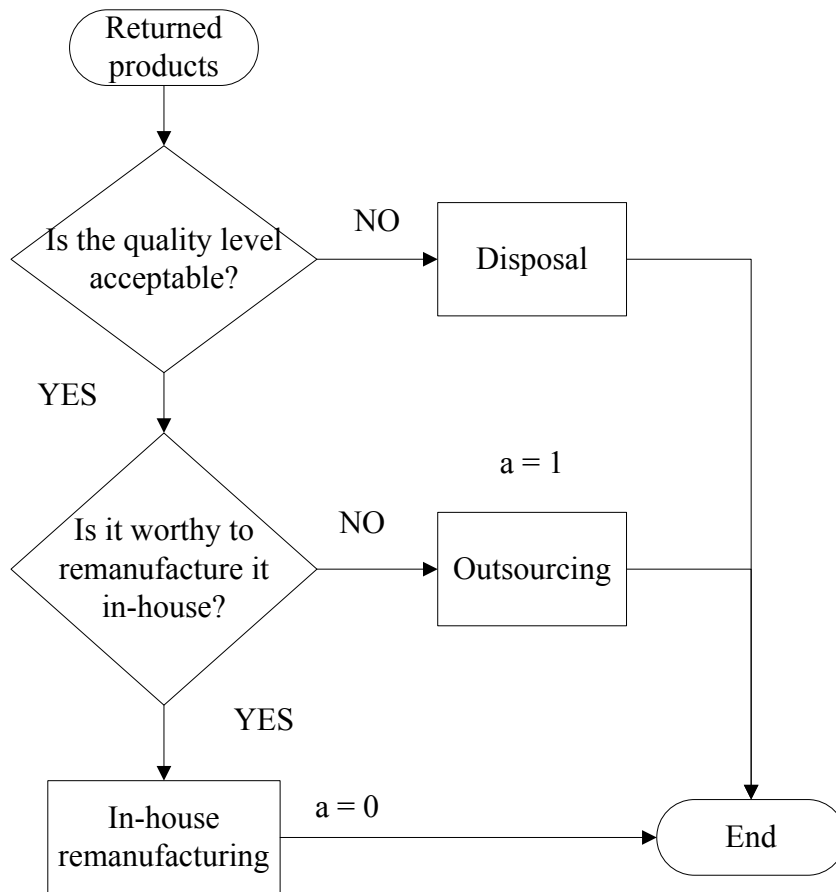 Returned
products
Is the quality level
acceptable?
NO
Disposal
YES
a = 1
Is it worthy to
remanufacture it
in-house?
NO
Outsourcing
YES
In-house
remanufacturing
a = 0
End